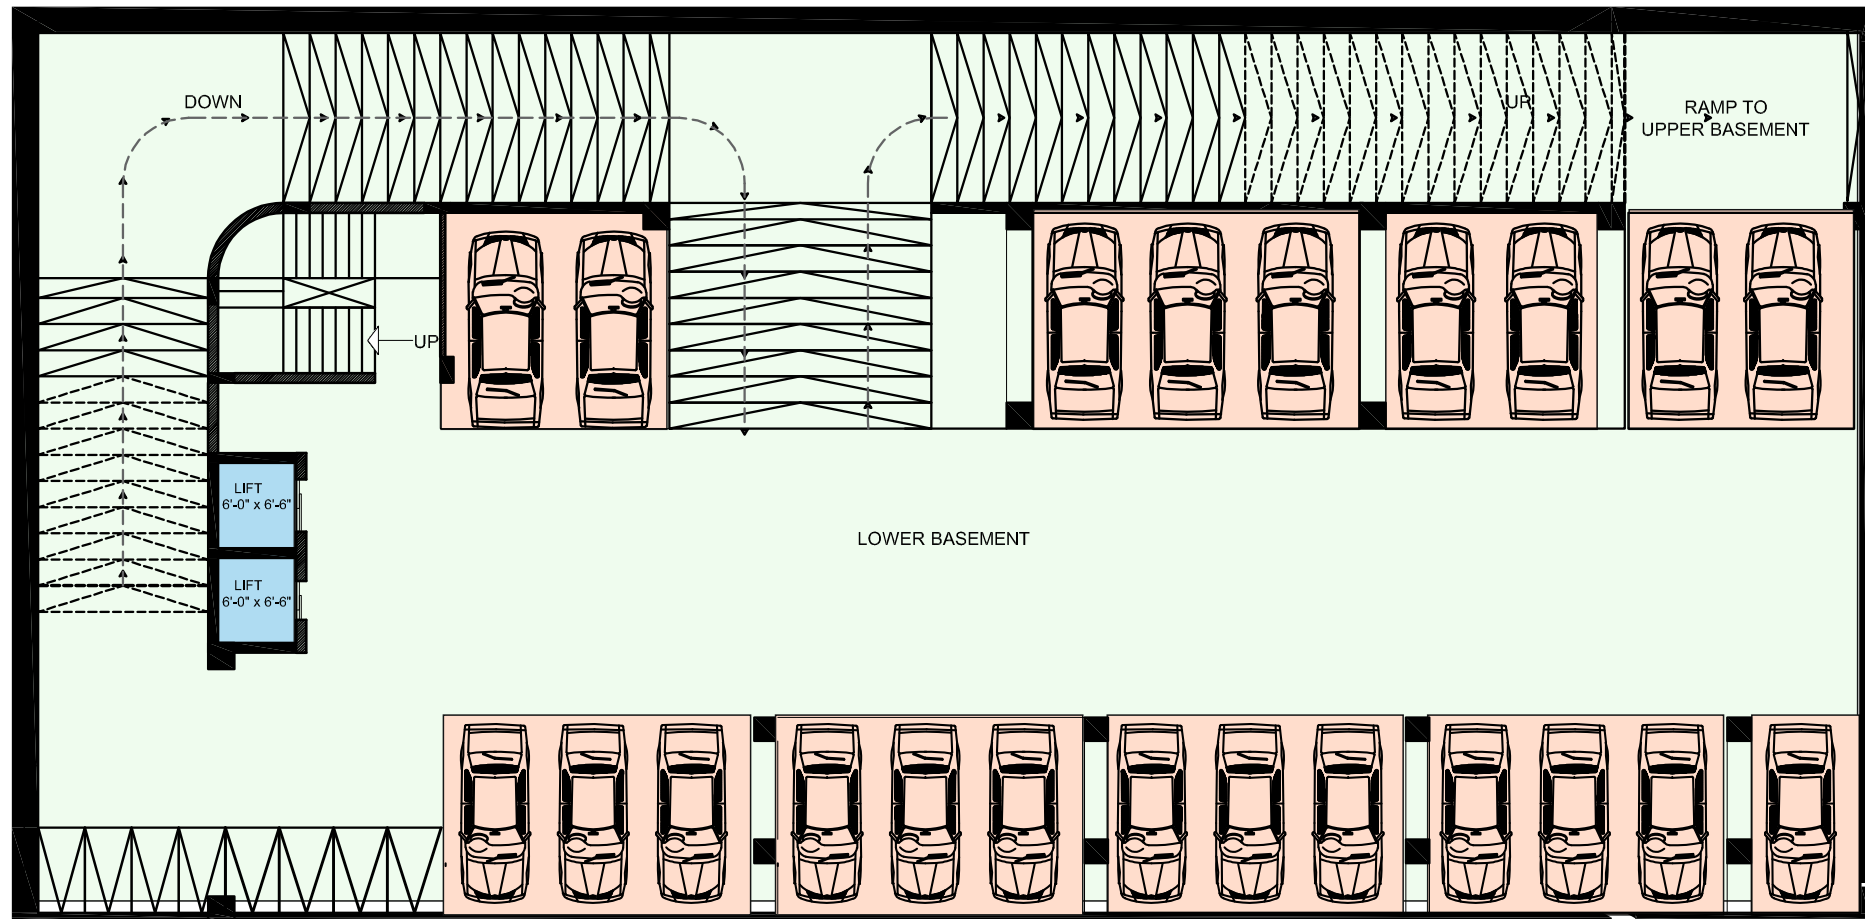 DOWN
UP
RAMP TO
UPPER BASEMENT
UP
LIFT
6'-0" x 6'-6"
LOWER BASEMENT
LIFT
6'-0" x 6'-6"